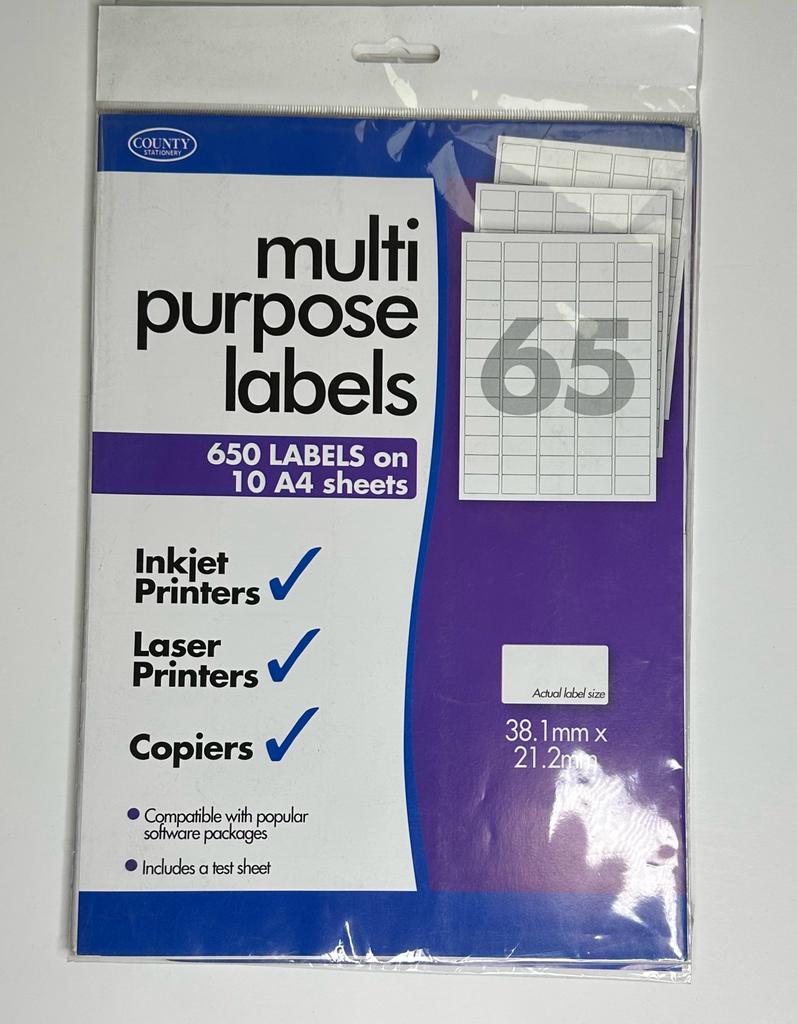 COUNTY
STATIONERY
multi
purpose
labels
65
650 LABELS on
10 A4 sheets
Inkjet
Printers
Laser
Printers
Copiers
Compatible with popular
software packages
Includes a test sheet
Actual label size
38.1mm x
21.2mm